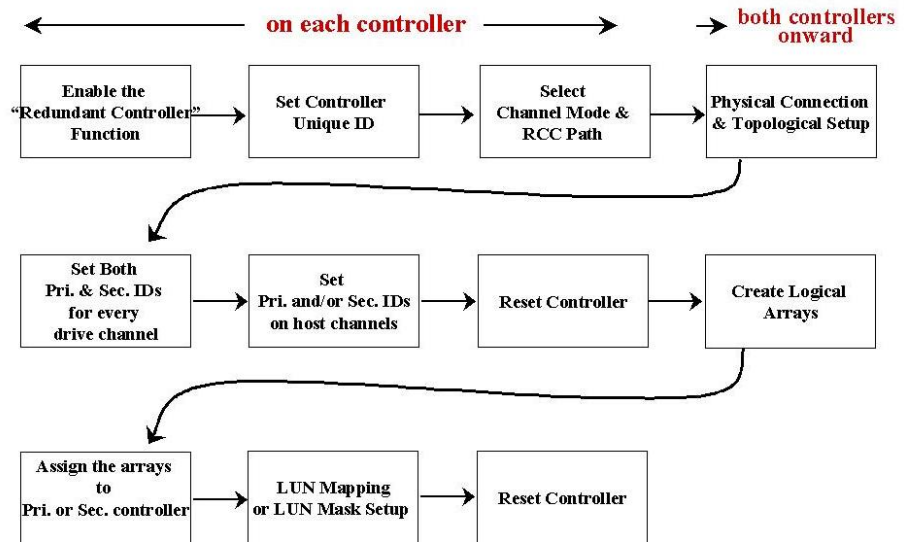 on each controller
both controllers
onward
Enable the
“Redundant Controller”
Function
Set Controller
Unique ID
Select
Channel Mode &
RCC Path
Physical Connection
& Topological Setup
Set Both
Pri. & Sec. IDs
for every
drive channel
Set
Pri. and/or Sec. IDs
on host channels
Reset Controller
Create Logical
Arrays
Assign the arrays
to
Pri. or Sec. controller
LUN Mapping
or LUN Mask Setup
Reset Controller